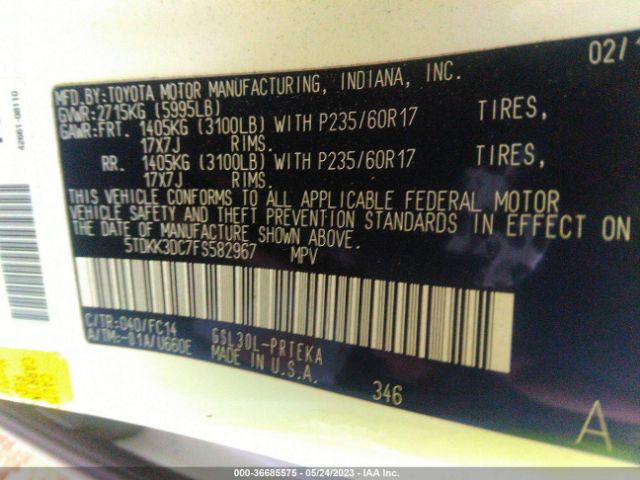 MFD.BY:TOYOTA MOTOR MANUFACTURING, INDIANA, INC. 02/1
GVWR:2715KG (5995LB)
GAWR:FRT. 1405KG (3100LB) WITH P235/60R17 TIRES,
17X7J RIMS.
RR. 1405KG (3100LB) WITH P235/60R17 TIRES,
17X7J RIMS.
THIS VEHICLE CONFORMS TO ALL APPLICABLE FEDERAL MOTOR
VEHICLE SAFETY AND THEFT PREVENTION STANDARDS IN EFFECT ON
THE DATE OF MANUFACTURE SHOWN ABOVE.
5TDKK3DC7FS582967 MPV
C/TR:040/FC14 GSL30L-PRTEKA
A/TM:-01A/U660E MADE IN U.S.A.
346
A
42661-08110
000-36685575 - 05/24/2023 - IAA Inc.